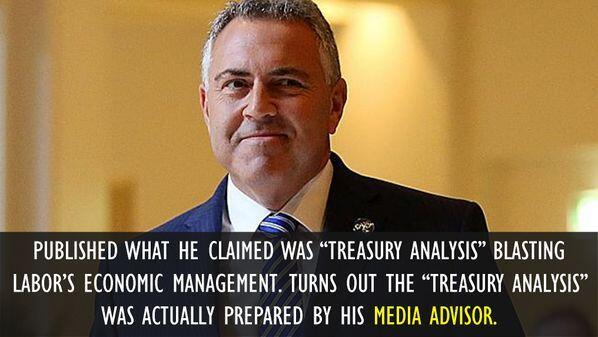 PUBLISHED WHAT HE CLAIMED WAS “TREASURY ANALYSIS” BLASTING
LABOR’S ECONOMIC MANAGEMENT. TURNS OUT THE “TREASURY ANALYSIS”
WAS ACTUALLY PREPARED BY HIS MEDIA ADVISOR.